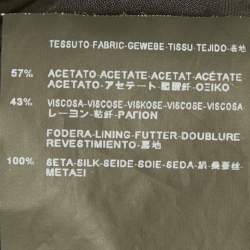 TESSUTO-FABRIC-GEWEBE-TISSU-TEJIDO-基地
57% ACETATO-ACETATE-ACETAT-ACÉTATE
ACETATO-アセテート-醋酸纤-ΟΞΙΚΟ
43% VISCOSA-VISCOSE-VISKOSE-VISCOSE-VISCOSA
レーヨン-粘纤-ΡΑΓΙΟΝ
FODERA-LINING-FUTTER-DOUBLURE
REVESTIMIENTO-裏地
100% SETA-SILK-SEIDE-SOIE-SEDA-絹-桑蚕丝
ΜΕΤΑΞΙ